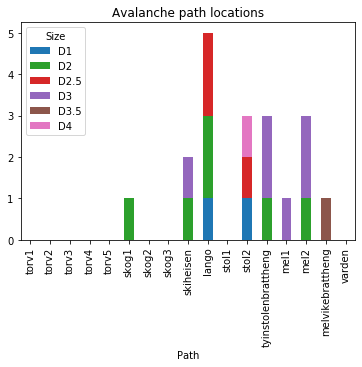 Avalanche path locations
Size
D1
D2
D2.5
D3
D3.5
D4
5
4
3
2
1
0
torv1
torv2
torv3
torv4
torv5
skog1
skog2
skog3
skiheisen
lango
stol1
stol2
tyinstolenbrattheng
mel1
mel2
melvikebrattheng
varden
Path